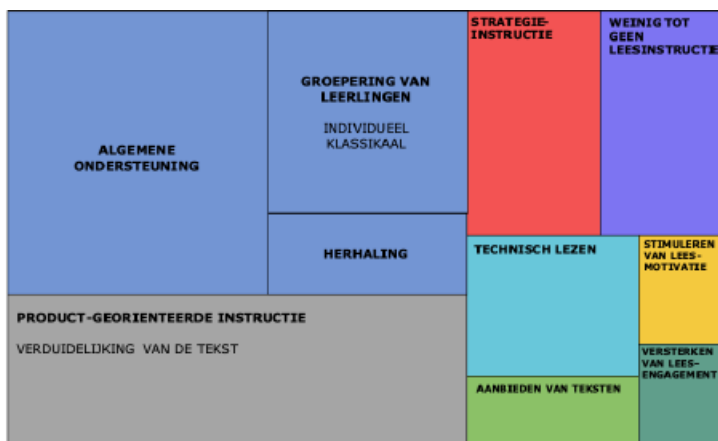 ALGEMENE
ONDERSTEUNING
GROEPERING VAN
LEERLINGEN
INDIVIDUEEL
KLASSIKAAL
HERHALING
PRODUCT-GEORIENTEERDE INSTRUCTIE
VERDUIDELIJKING VAN DE TEKST
STRATEGIE-
INSTRUCTIE
WEINIG TOT
GEEN
LEESINSTRUCTIE
TECHNISCH LEZEN
STIMULEREN
VAN LEES-
MOTIVATIE
AANBIEDEN VAN TEKSTEN
VERSTERKEN
VAN LEES-
ENGAGEMENT